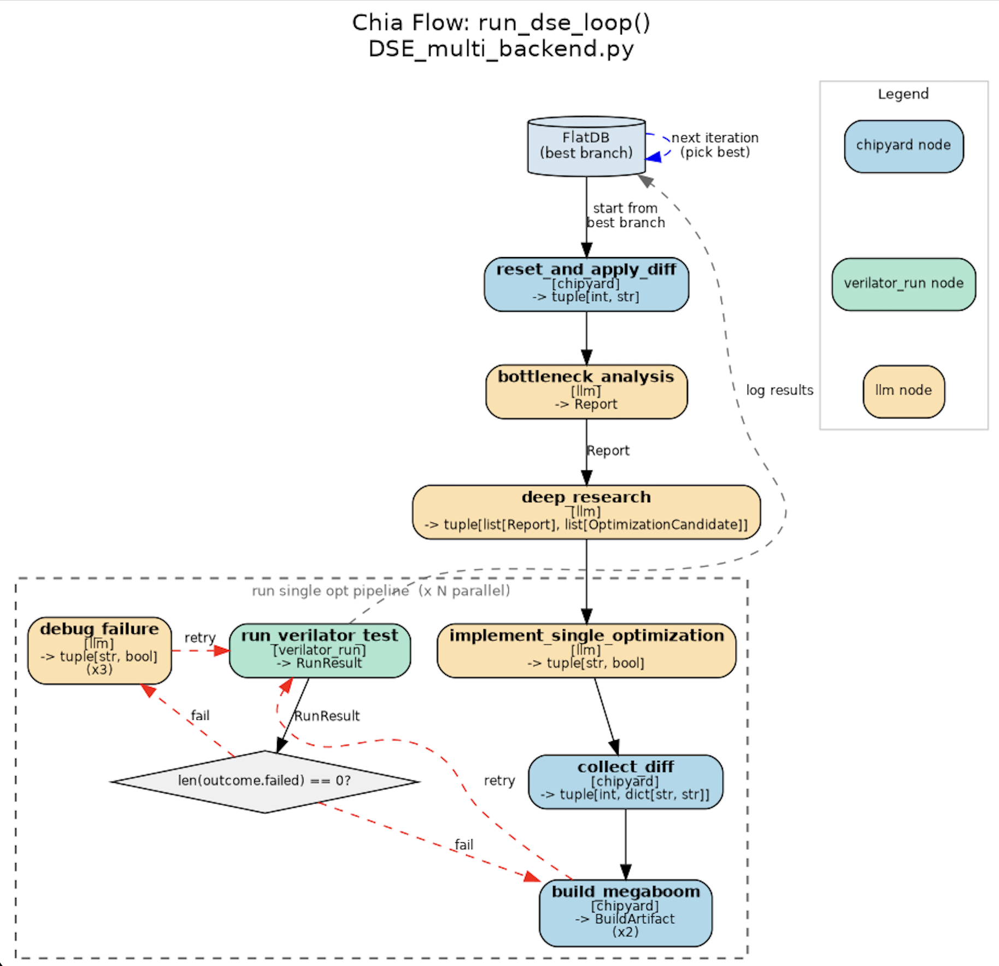 Chia Flow: run_dse_loop()
DSE_multi_backend.py
Legend
chipyard node
verilator_run node
llm node
FlatDB
(best branch)
next iteration
(pick best)
start from
best branch
reset_and_apply_diff
[chipyard]
-> tuple[int, str]
bottleneck_analysis
[llm]
-> Report
log results
Report
deep_research
[llm]
-> tuple[list[Report], list[OptimizationCandidate]]
run single opt pipeline  (x N parallel)
debug_failure
[llm]
-> tuple[str, bool]
(x3)
retry
run_verilator_test
[verilator_run]
-> RunResult
implement_single_optimization
[llm]
-> tuple[str, bool]
fail
RunResult
len(outcome.failed) == 0?
retry
collect_diff
[chipyard]
-> tuple[int, dict[str, str]]
fail
build_megaboom
[chipyard]
-> BuildArtifact
(x2)